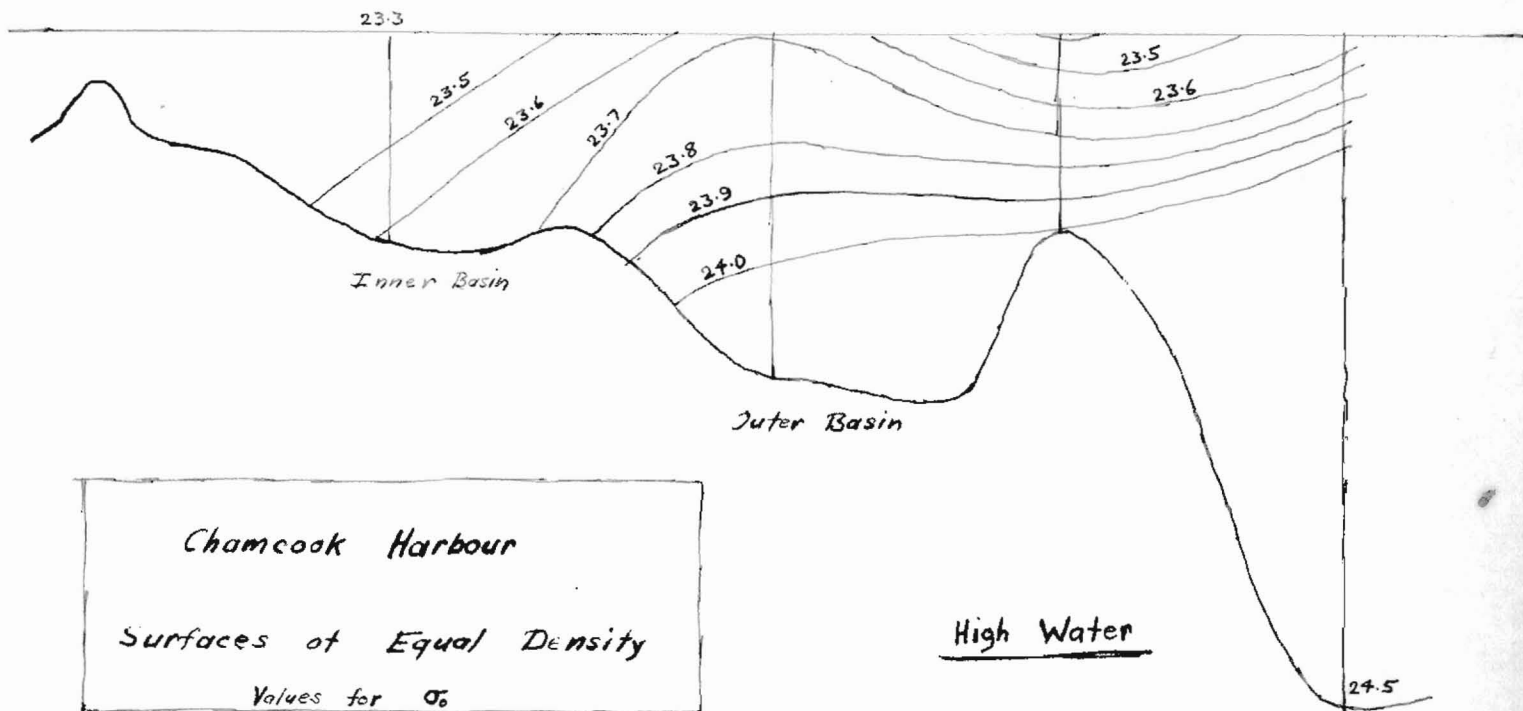 23.3
23.5
23.6
23.7
23.8
23.9
24.0
23.5
23.6
Inner Basin
Outer Basin
Chamcook Harbour
Surfaces of Equal Density
Values for σ₀
High Water
24.5